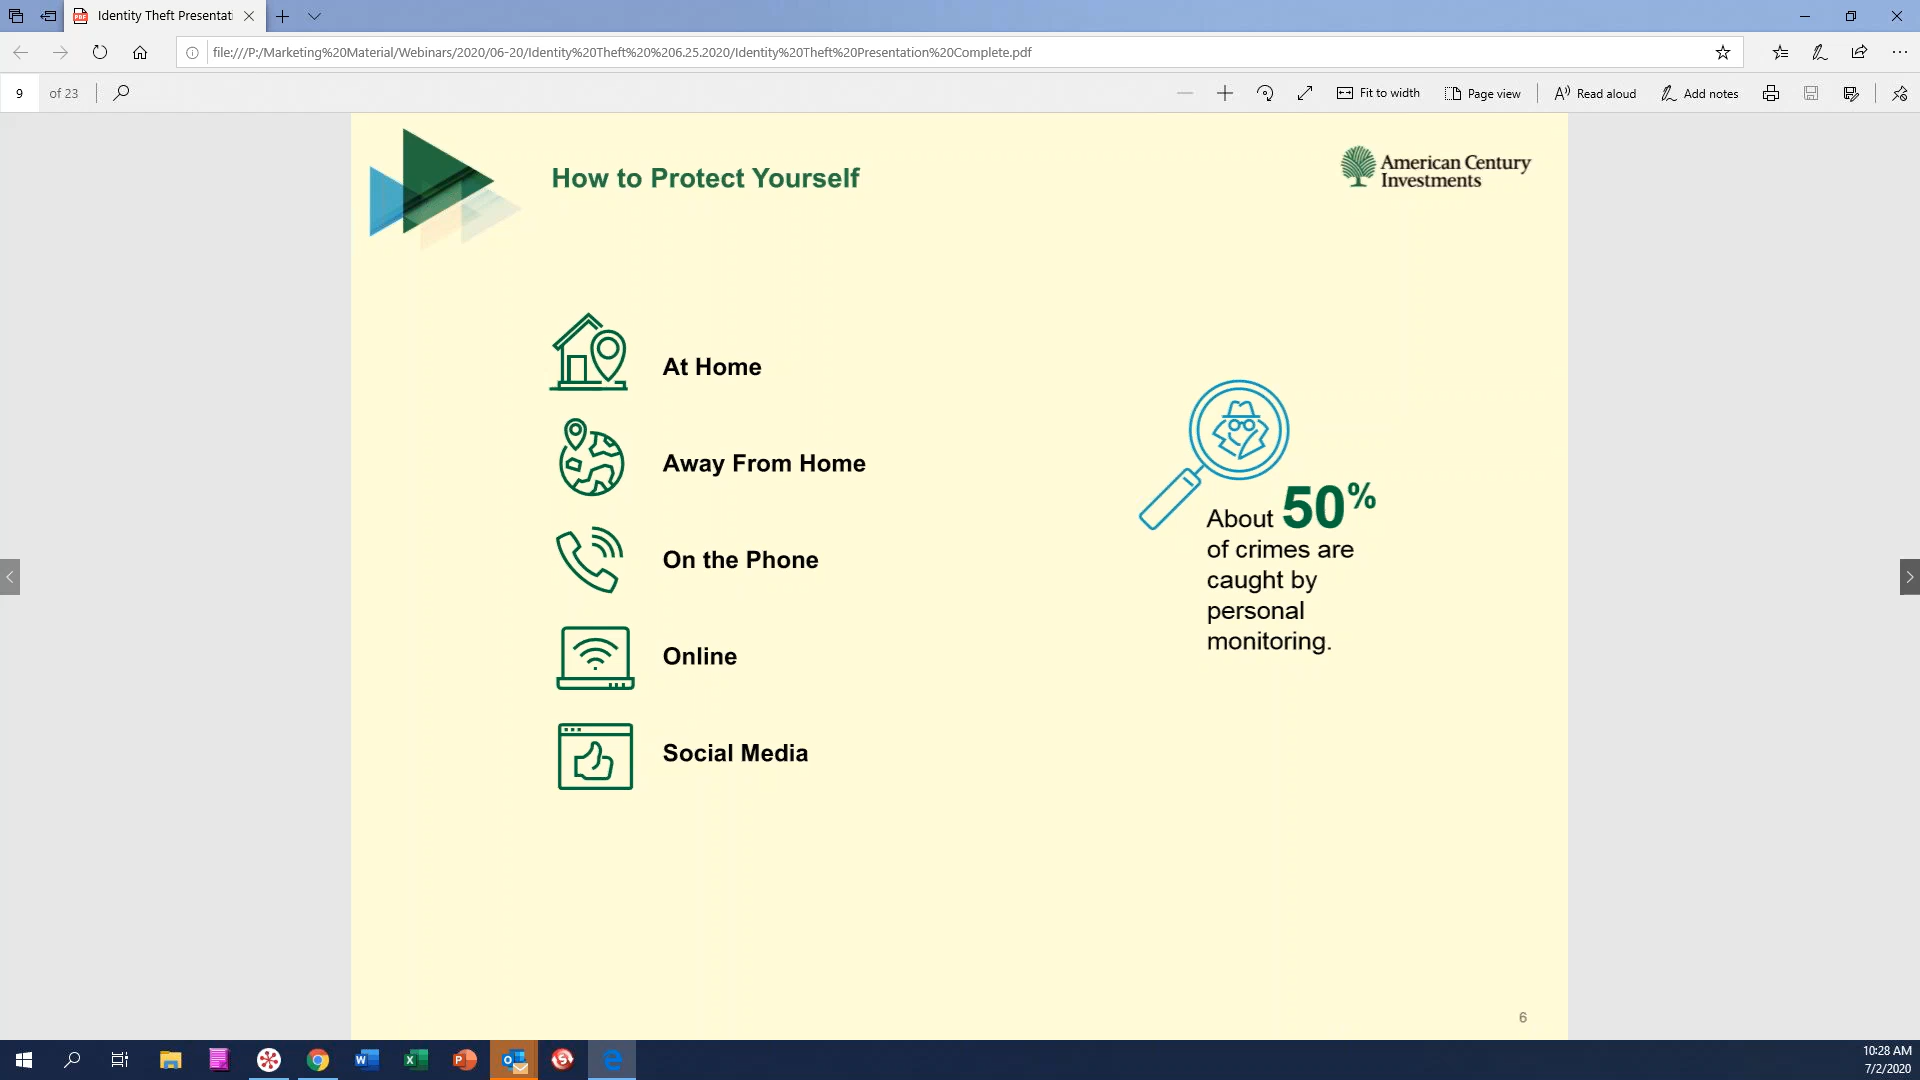 Identity Theft Presentati
file:///P:/Marketing%20Material/Webinars/2020/06-20/Identity%20Theft%20%206.25.2020/Identity%20Theft%20Presentation%20Complete.pdf
9 of 23
Fit to width
Page view
Read aloud
Add notes
How to Protect Yourself
American Century
Investments
At Home
Away From Home
On the Phone
Online
Social Media
About 50%
of crimes are
caught by
personal
monitoring.
6
10:28 AM
7/2/2020